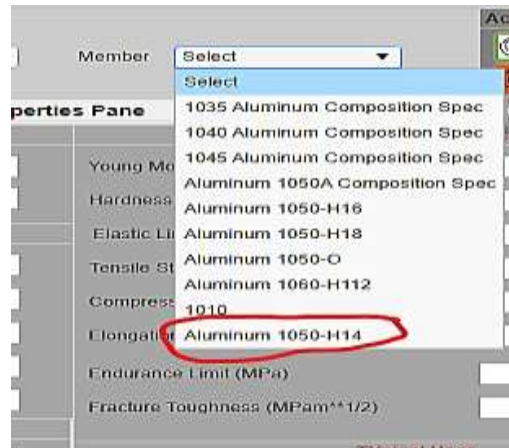 Member Select
Select
perties Pane
1035 Aluminum Composition Spec
1040 Aluminum Composition Spec
1045 Aluminum Composition Spec
Young Mo
Aluminum 1050A Composition Spec
Hardness
Aluminum 1050-H16
Aluminum 1050-H18
Elastic Li
Aluminum 1050-O
Tensile St
Aluminum 1060-H112
Compress
1010
Elongation
Aluminum 1050-H14
Endurance Limit (MPa)
Fracture Toughness (MPam**1/2)